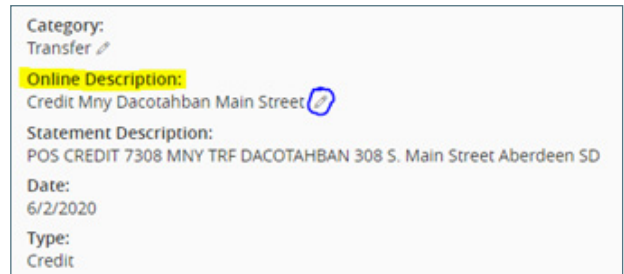 Category:
Transfer
Online Description:
Credit Mny Dacotahban Main Street
Statement Description:
POS CREDIT 7308 MNY TRF DACOTAHBAN 308 S. Main Street Aberdeen SD
Date:
6/2/2020
Type:
Credit